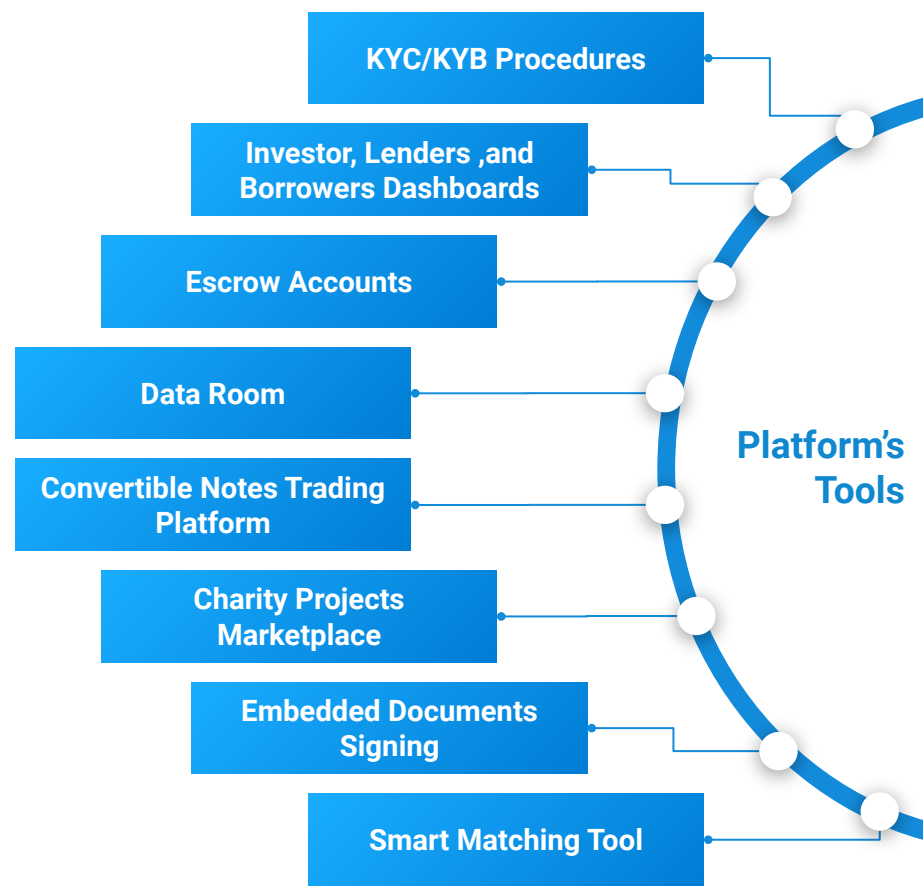 KYC/KYB Procedures
Investor, Lenders ,and
Borrowers Dashboards
Escrow Accounts
Data Room
Convertible Notes Trading
Platform
Charity Projects
Marketplace
Embedded Documents
Signing
Smart Matching Tool
Platform’s
Tools